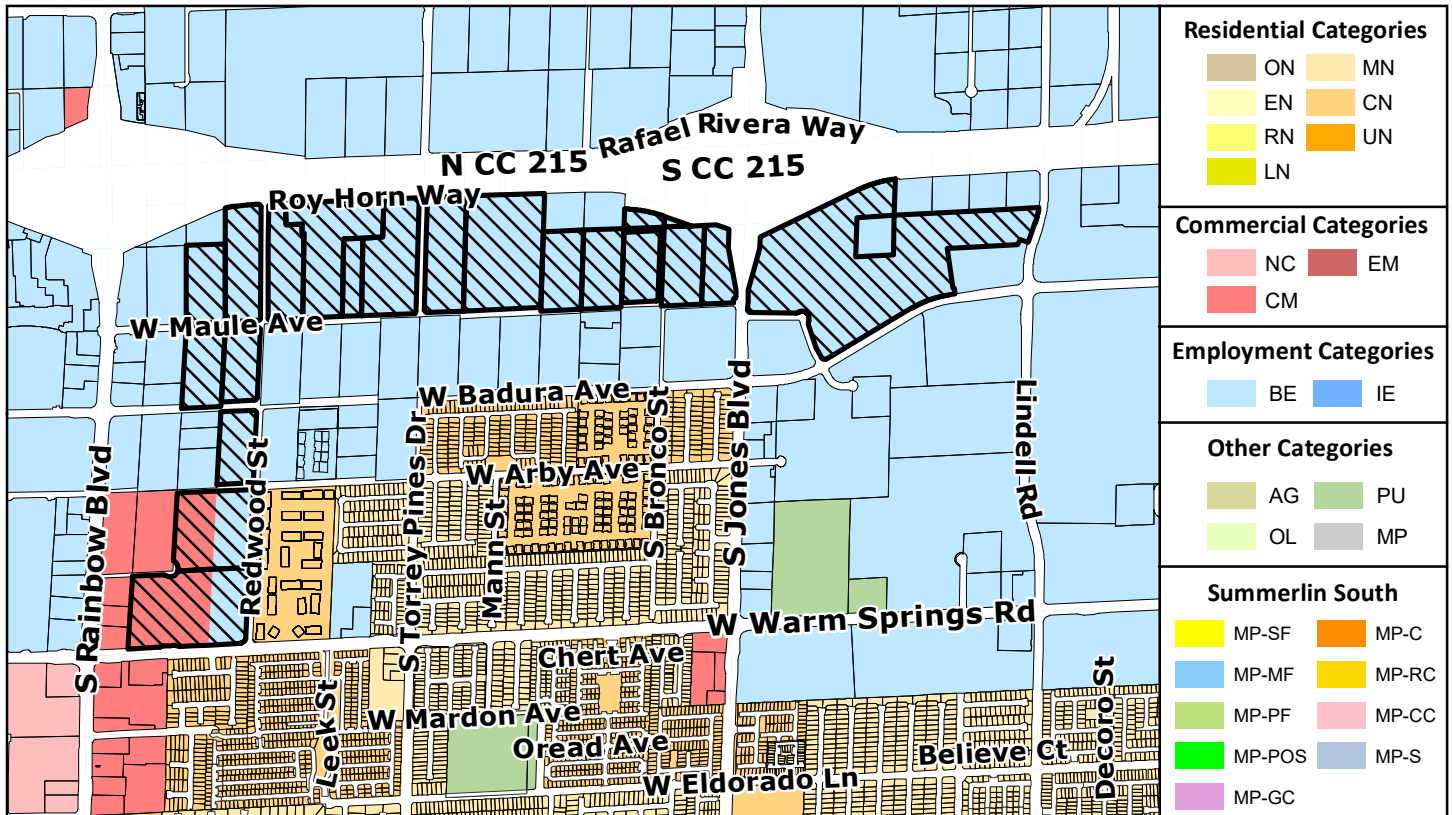 Rafael Rivera Way
N CC 215
S CC 215
Roy Horn Way
W Maule Ave
W Badura Ave
W Arby Ave
S Rainbow Blvd
Redwood St
S Torrey Pines Dr
Mann St
S Bronco St
S Jones Blvd
Lindell Rd
W Warm Springs Rd
Chert Ave
Leek St
W Mardon Ave
Oread Ave
W Eldorado Ln
Believe Ct
Decoro St
Residential Categories
ON MN
EN CN
RN UN
LN
Commercial Categories
NC EM
CM
Employment Categories
BE IE
Other Categories
AG PU
OL MP
Summerlin South
MP-SF MP-C
MP-MF MP-RC
MP-PF MP-CC
MP-POS MP-S
MP-GC